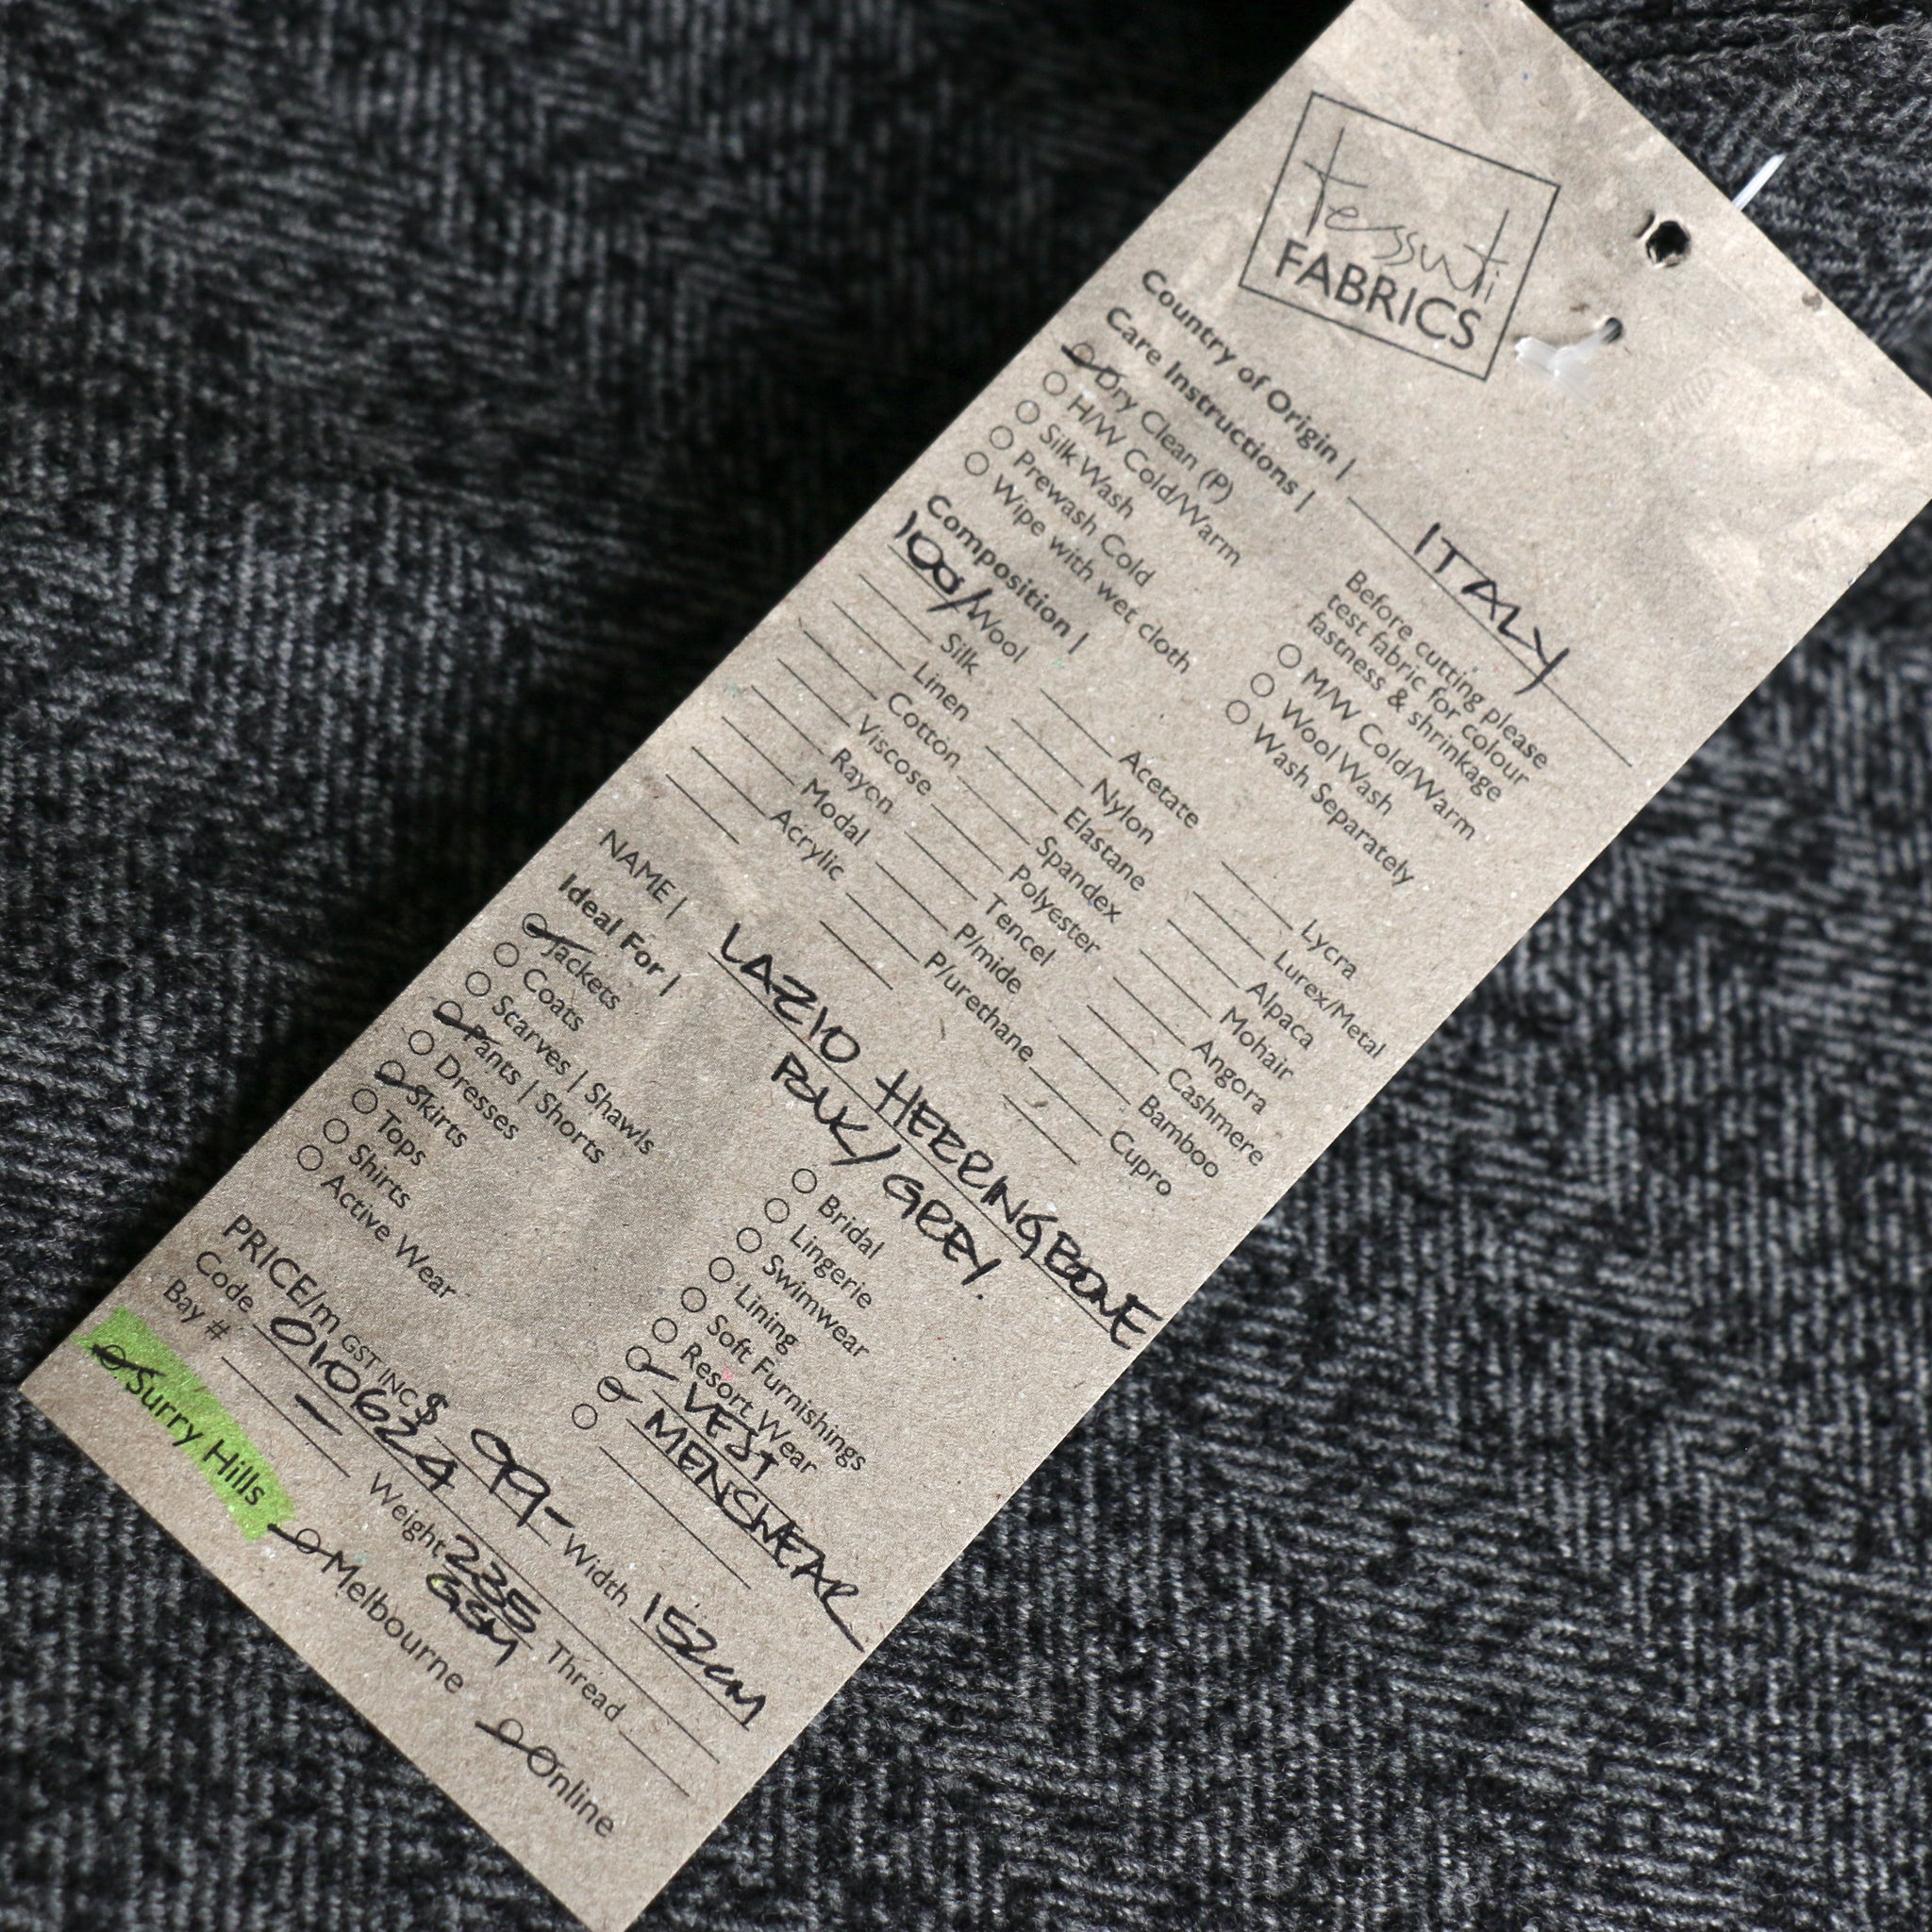 tessuti
FABRICS
Country of Origin | ITALY
Care Instructions |
Dry Clean (P)
H/W Cold/Warm
Silk Wash
Prewash Cold
Wipe with wet cloth
Before cutting please
test fabric for colour
fastness & shrinkage
M/W Cold/Warm
Wool Wash
Wash Separately
Composition |
100% Wool
Silk
Linen
Cotton
Viscose
Rayon
Modal
Acrylic
Acetate
Nylon
Elastane
Spandex
Polyester
Tencel
P/mide
P/urethane
Lycra
Lurex/Metal
Alpaca
Mohair
Angora
Cashmere
Bamboo
Cupro
NAME | LAZIO HERRINGBONE
/ GREY.
Ideal For |
Jackets
Coats
Scarves | Shawls
Pants | Shorts
Dresses
Skirts
Tops
Shirts
Active Wear
Bridal
Lingerie
Swimwear
Lining
Soft Furnishings
Resort Wear
VEST
MENSWEAR
PRICE/m GST INC $ 99- Width 152cm
Code 010624 Weight 235 GSM Thread
Bay # -
Surry Hills Melbourne Online